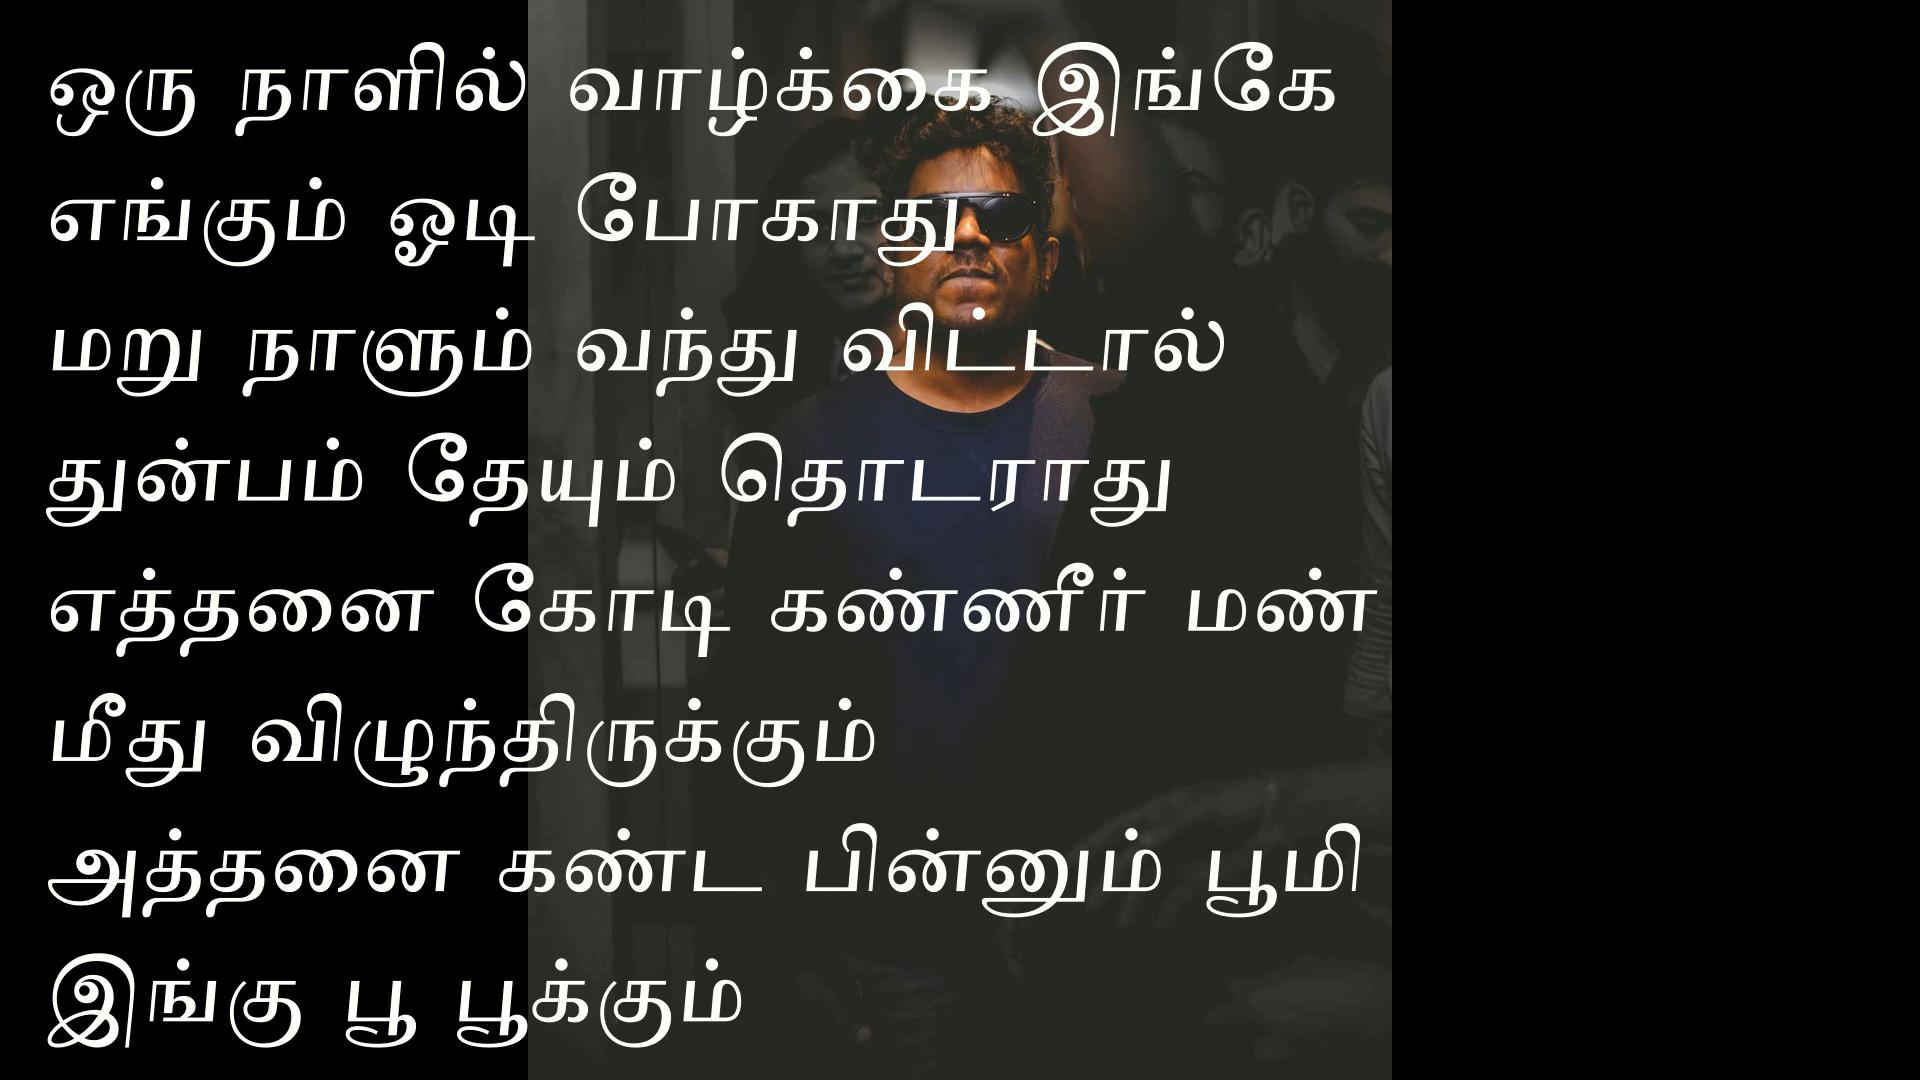 ஒரு நாளில் வாழ்க்கை இங்கே
எங்கும் ஓடி போகாது
மறு நாளும் வந்து விட்டால்
துன்பம் தேயும் தொடராது
எத்தனை கோடி கண்ணீர் மண்
மீது விழுந்திருக்கும்
அத்தனை கண்ட பின்னும் பூமி
இங்கு பூ பூக்கும்